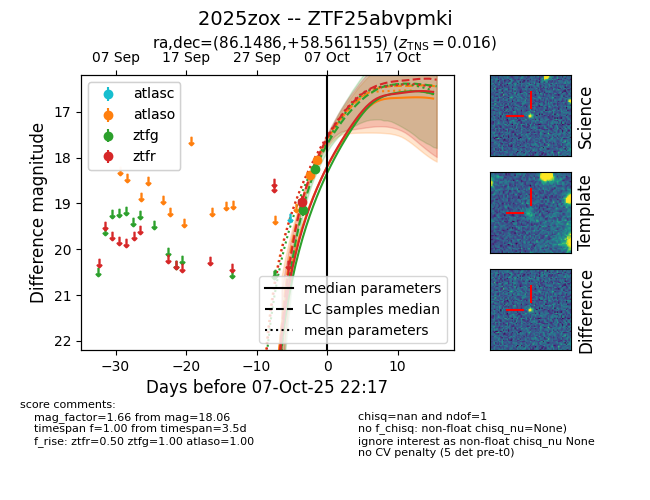 2025zox -- ZTF25abvpmki
ra,dec=(86.1486,+58.561155) (z_TNS = 0.016)
07 Sep 17 Sep 27 Sep 07 Oct 17 Oct
atlasc
atlaso
ztfg
ztfr
17
18
19
20
21
22
Difference magnitude
median parameters
LC samples median
mean parameters
−30 −20 −10 0 10
Days before 07-Oct-25 22:17
Science
Template
Difference
score comments:
mag_factor=1.66 from mag=18.06
timespan f=1.00 from timespan=3.5d
f_rise: ztfr=0.50 ztfg=1.00 atlaso=1.00
chisq=nan and ndof=1
no f_chisq: non-float chisq_nu=None)
ignore interest as non-float chisq_nu None
no CV penalty (5 det pre-t0)